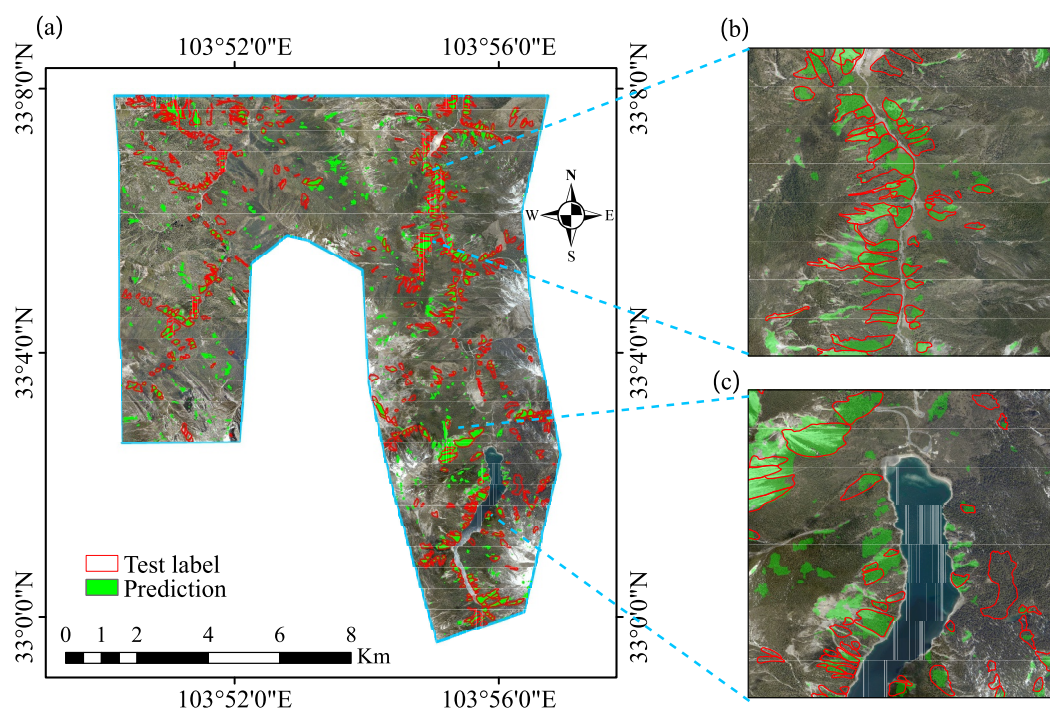 (a)
103°52'0"E 103°56'0"E
33°8'0"N 33°8'0"N
33°4'0"N 33°4'0"N
33°0'0"N 33°0'0"N
N
W E
S
Test label
Prediction
0 1 2 4 6 8
Km
103°52'0"E 103°56'0"E
(b)
(c)